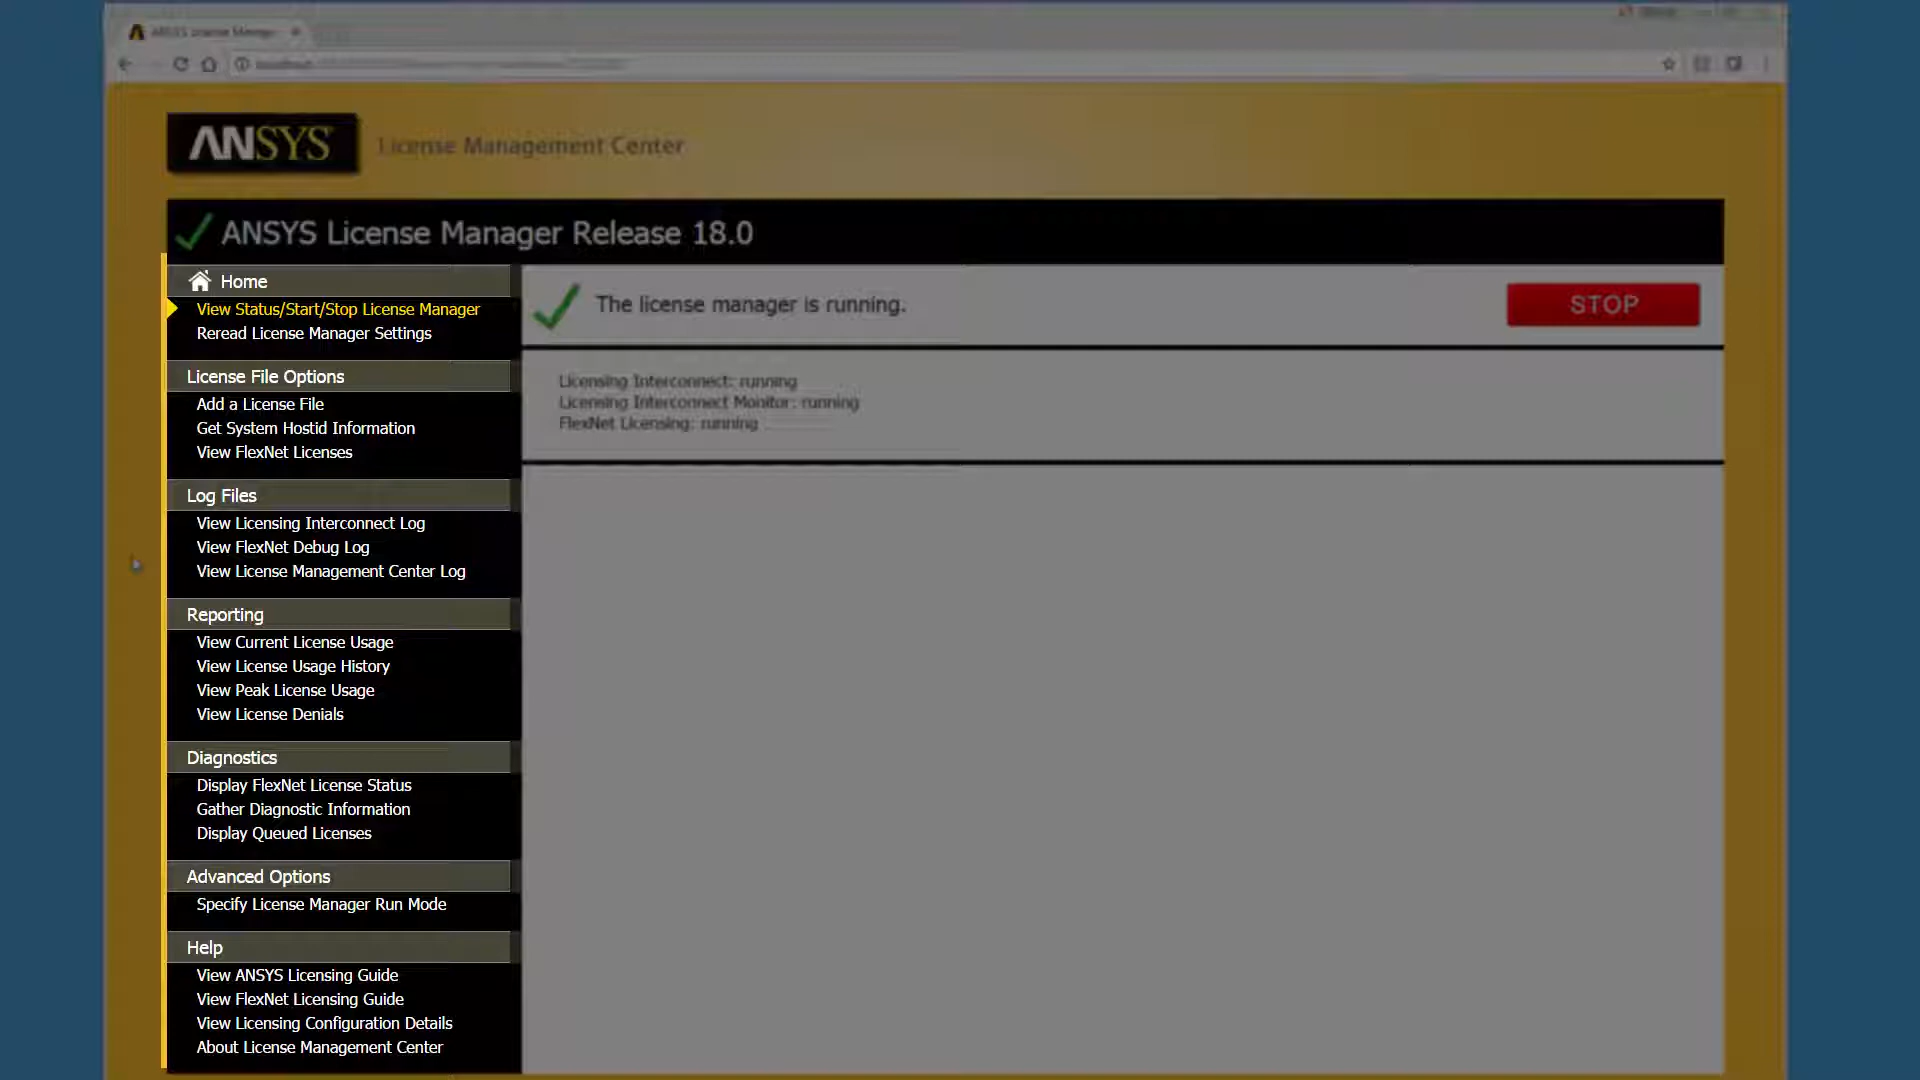 ANSYS License Manager
ANSYS
License Management Center
ANSYS License Manager Release 18.0
Home
View Status/Start/Stop License Manager
Reread License Manager Settings
License File Options
Add a License File
Get System Hostid Information
View FlexNet Licenses
Log Files
View Licensing Interconnect Log
View FlexNet Debug Log
View License Management Center Log
Reporting
View Current License Usage
View License Usage History
View Peak License Usage
View License Denials
Diagnostics
Display FlexNet License Status
Gather Diagnostic Information
Display Queued Licenses
Advanced Options
Specify License Manager Run Mode
Help
View ANSYS Licensing Guide
View FlexNet Licensing Guide
View Licensing Configuration Details
About License Management Center
The license manager is running.
STOP
Licensing Interconnect: running
Licensing Interconnect Monitor: running
FlexNet Licensing: running